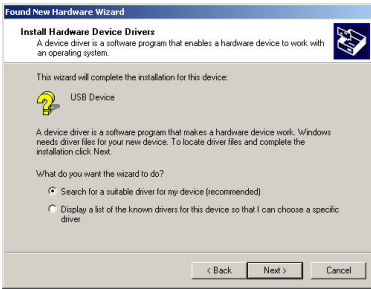 Found New Hardware Wizard
Install Hardware Device Drivers
A device driver is a software program that enables a hardware device to work with
an operating system.
This wizard will complete the installation for this device:
USB Device
A device driver is a software program that makes a hardware device work. Windows
needs driver files for your new device. To locate driver files and complete the
installation click Next.
What do you want the wizard to do?
Search for a suitable driver for my device (recommended)
Display a list of the known drivers for this device so that I can choose a specific
driver
< Back Next > Cancel